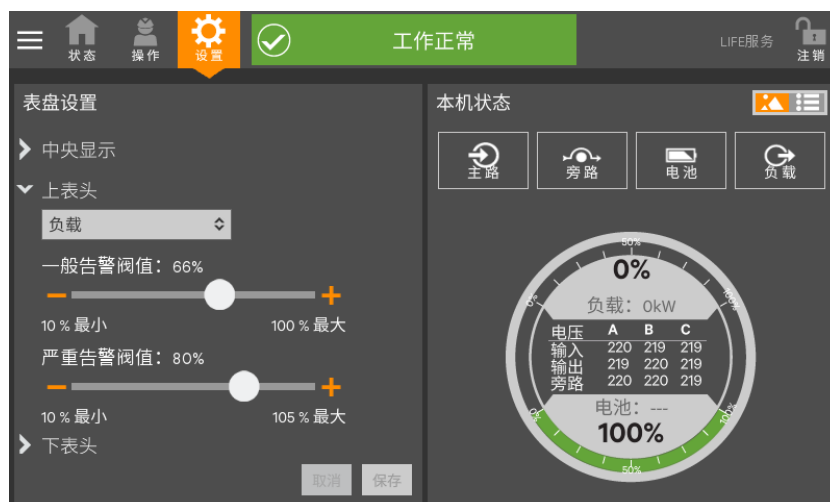 状态
操作
设置
工作正常
LIFE服务
注销
表盘设置
中央显示
上表头
负载
一般告警阀值：66%
10 % 最小
100 % 最大
严重告警阀值：80%
10 % 最小
105 % 最大
下表头
取消
保存
本机状态
主路
旁路
电池
负载
50%
0%
100%
0%
负载：0kW
电压 A B C
输入 220 219 219
输出 219 220 219
旁路 220 220 219
电池：---
100%
0%
50%
100%